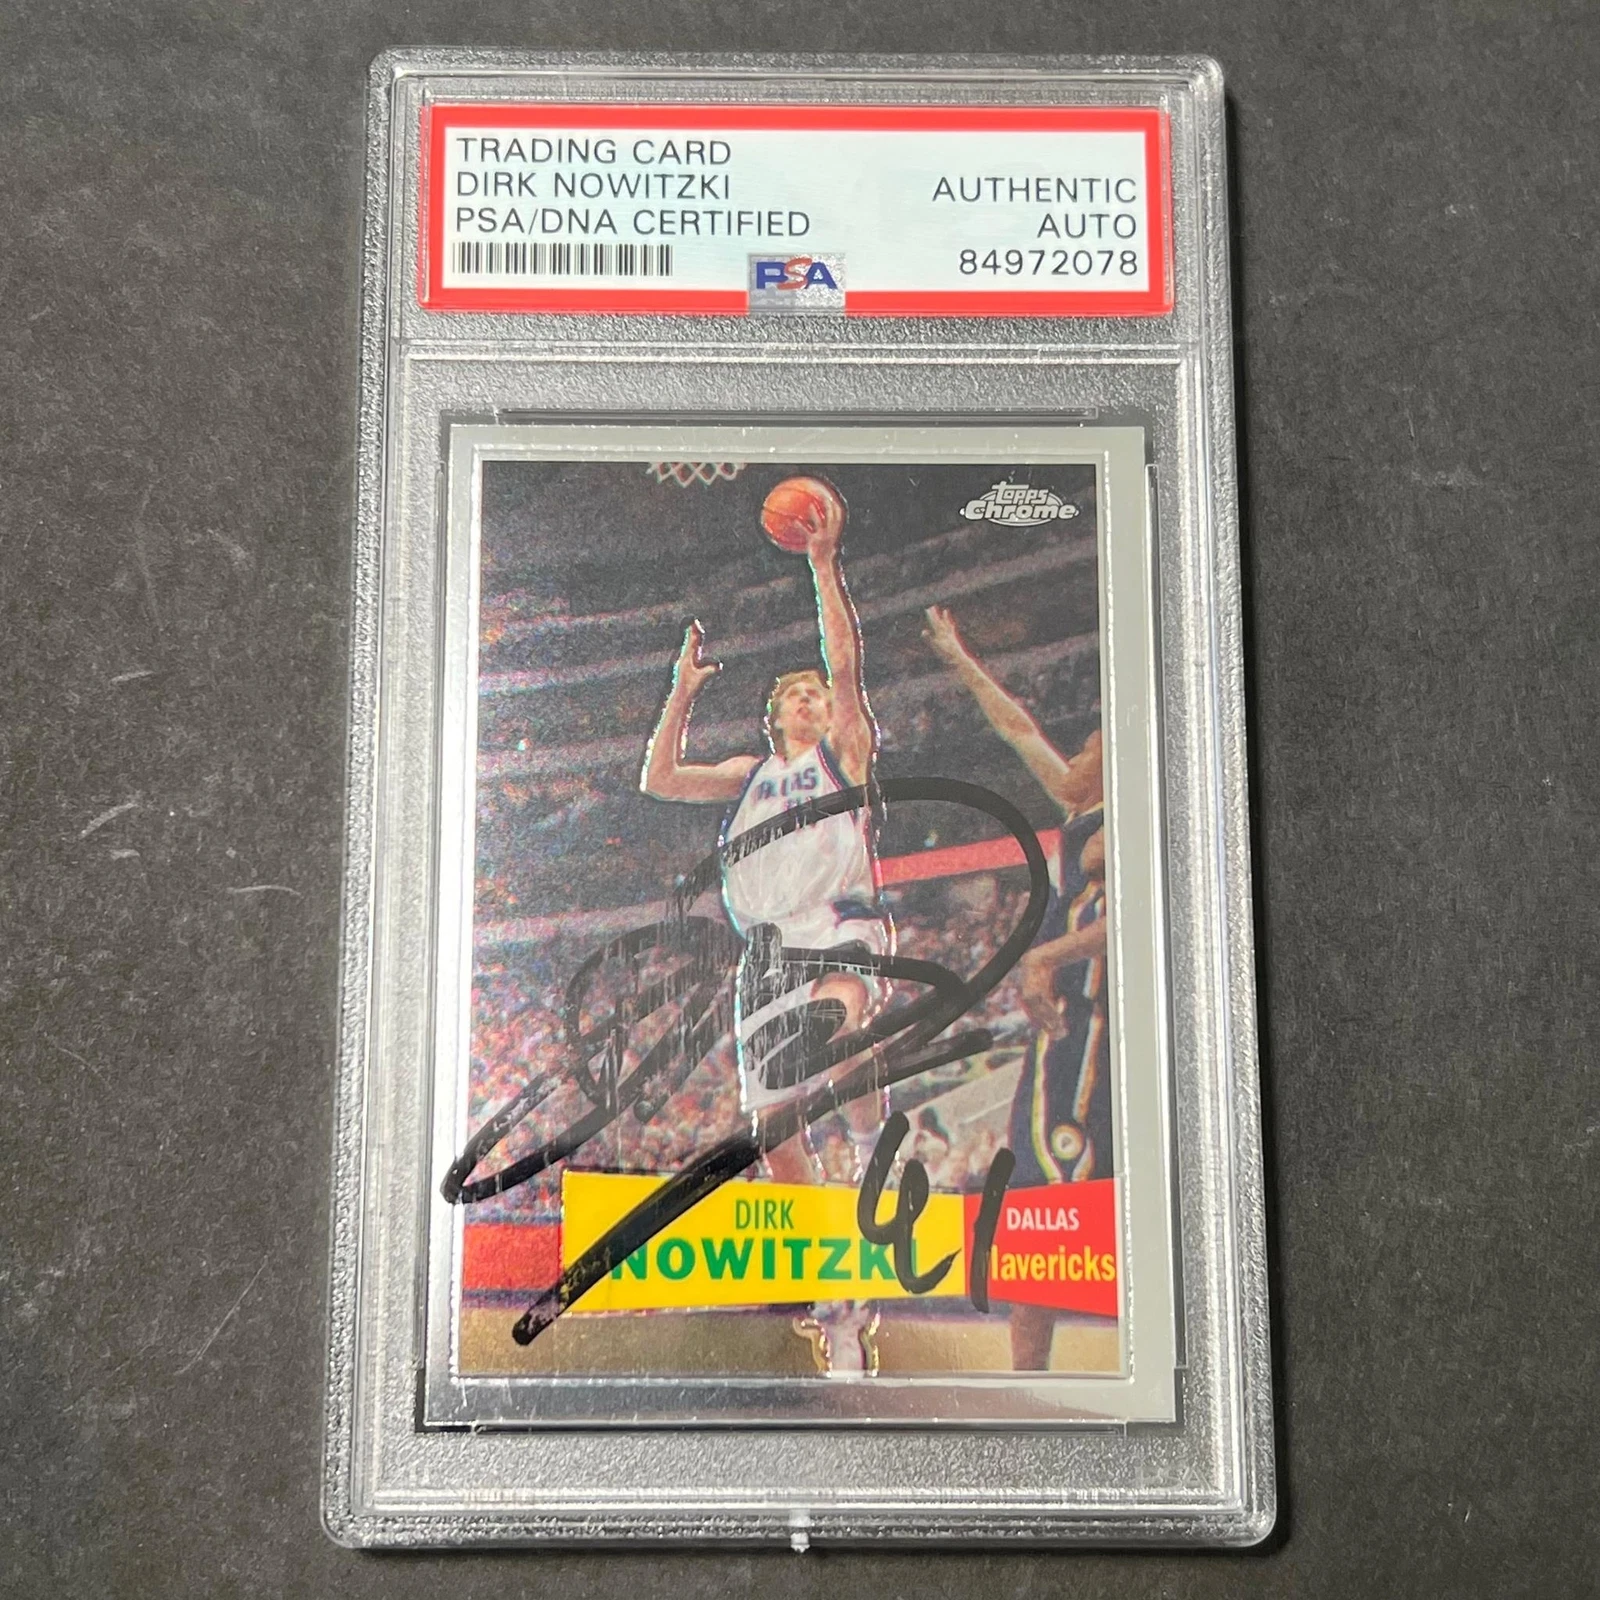 TRADING CARD
DIRK NOWITZKI
PSA/DNA CERTIFIED
AUTHENTIC
AUTO
84972078
PSA
Topps
Chrome
41
DIRK
NOWITZKI
DALLAS
Mavericks